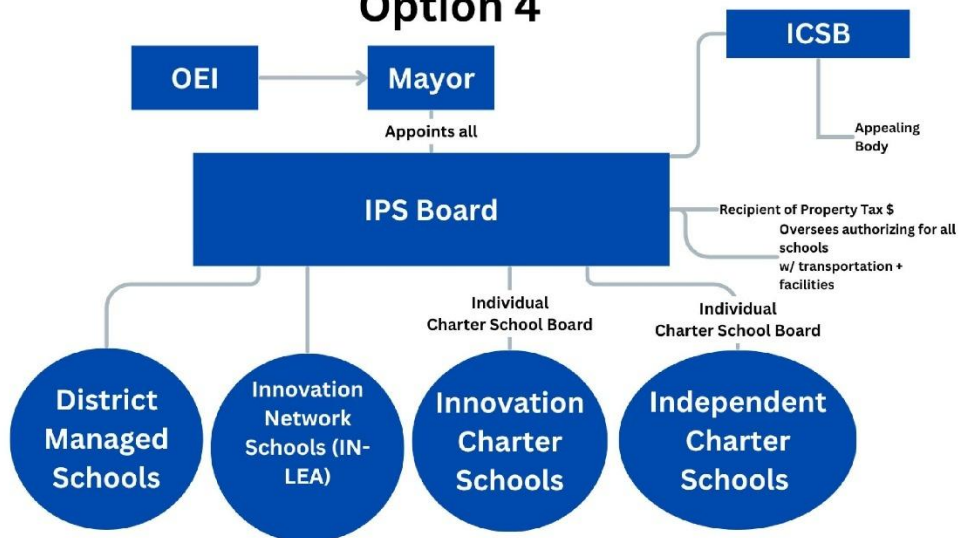 Option 4
OEI
Mayor
ICSB
Appoints all
Appealing
Body
IPS Board
Recipient of Property Tax $
Oversees authorizing for all
schools
w/ transportation +
facilities
Individual
Charter School Board
Individual
Charter School Board
District
Managed
Schools
Innovation
Network
Schools (IN-
LEA)
Innovation
Charter
Schools
Independent
Charter
Schools